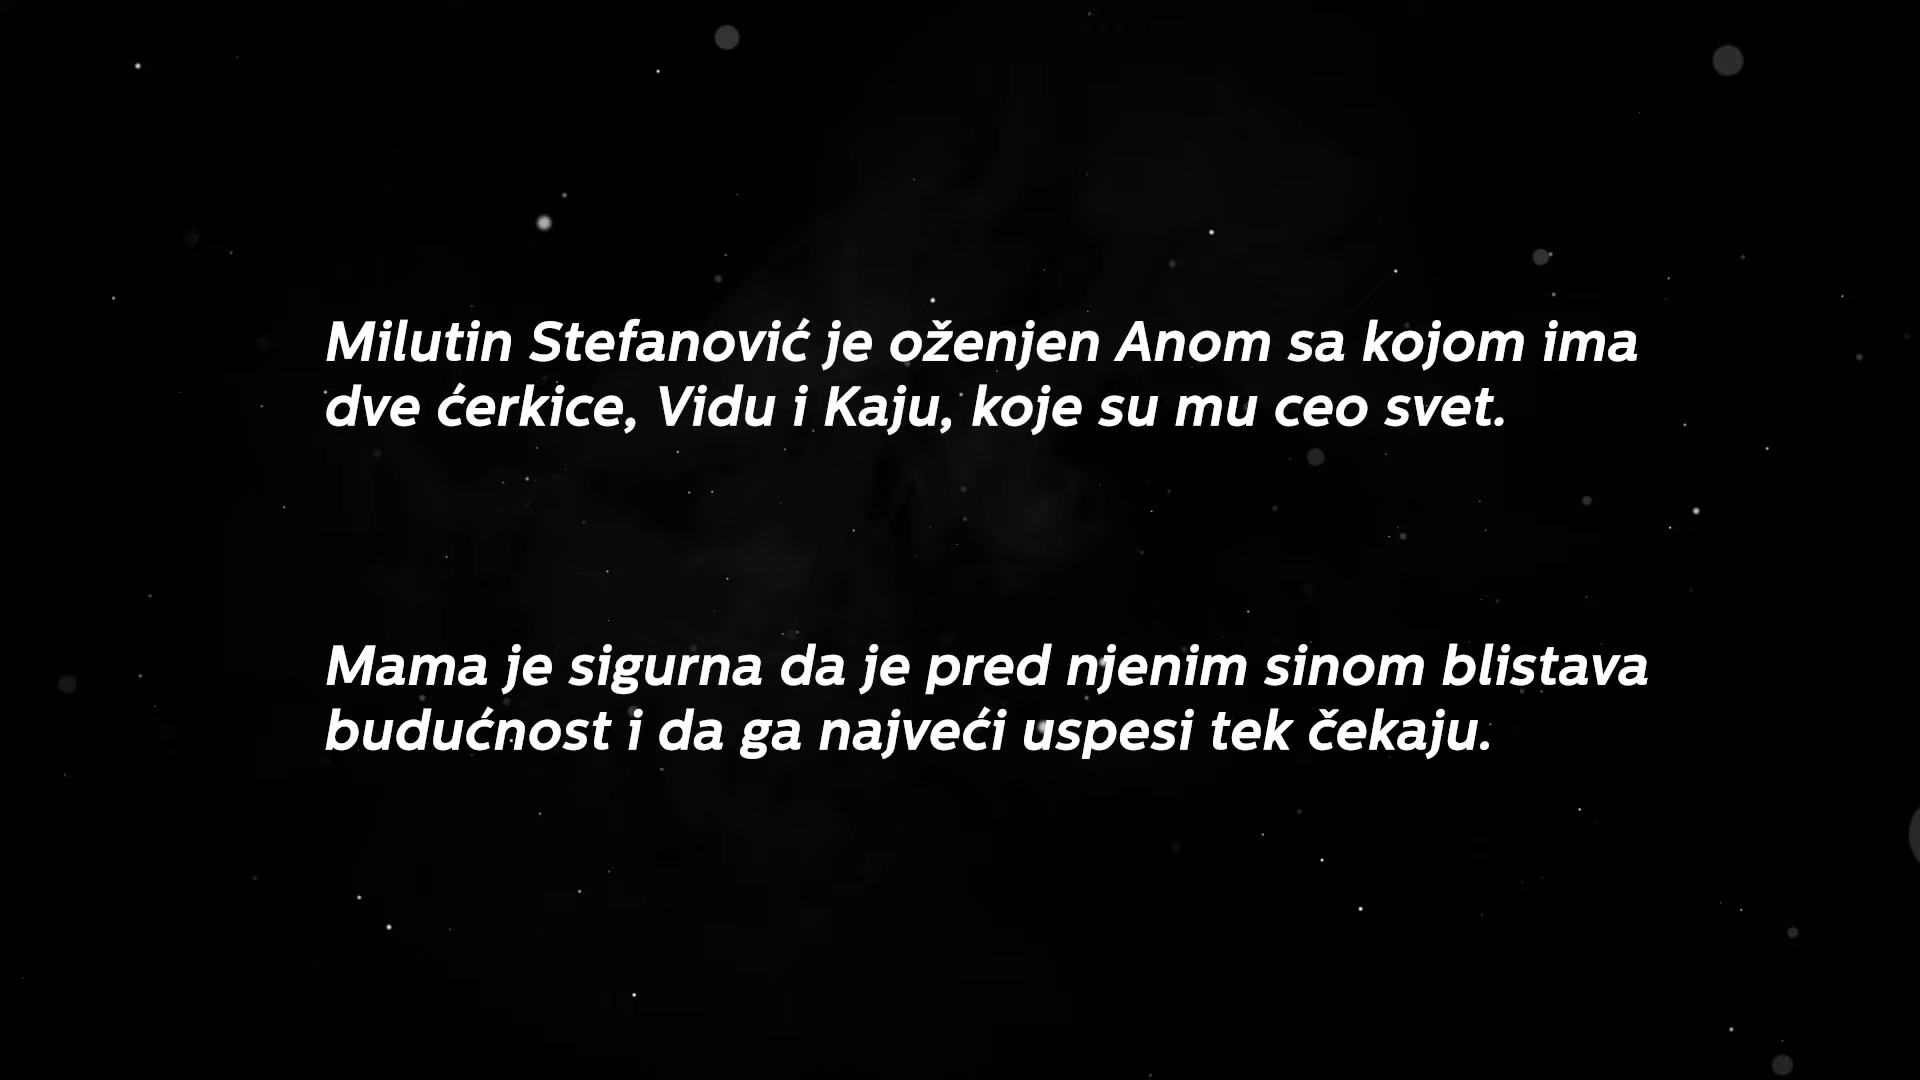 Milutin Stefanović je oženjen Anom sa kojom ima
dve ćerkice, Vidu i Kaju, koje su mu ceo svet.
Mama je sigurna da je pred njenim sinom blistava
budućnost i da ga najveći uspesi tek čekaju.